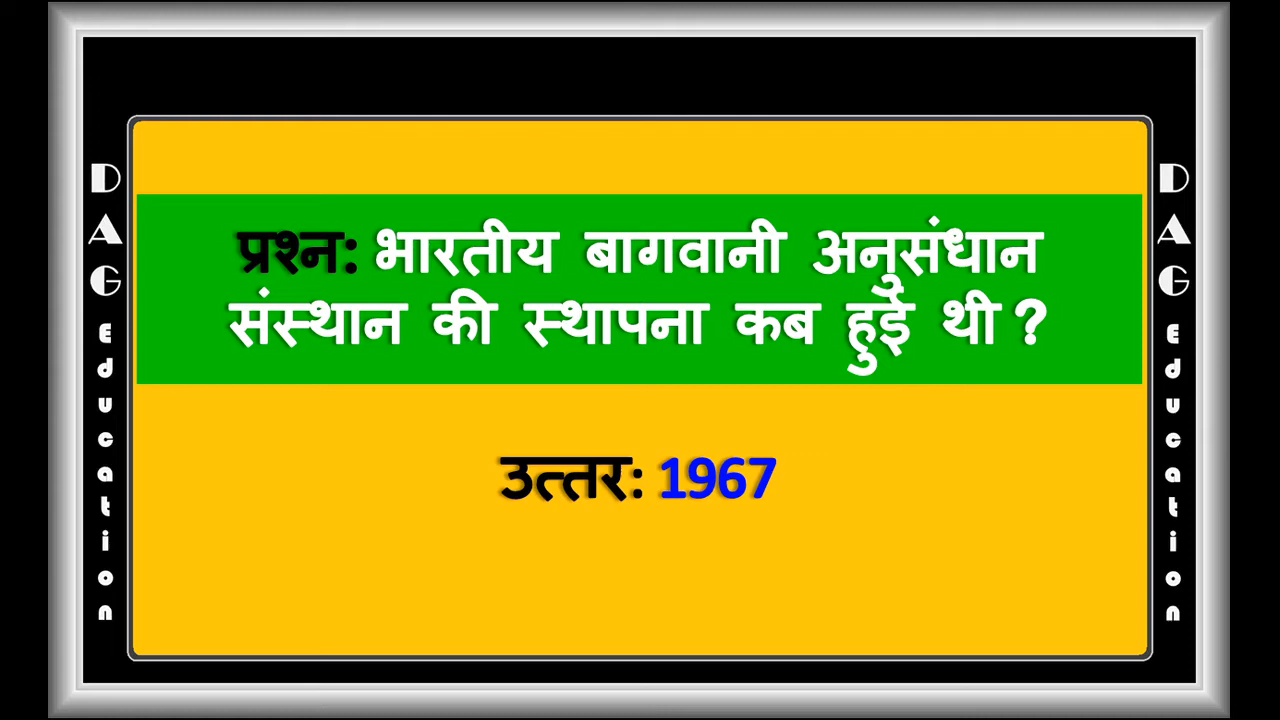 प्रश्न: भारतीय बागवानी अनुसंधान
संस्थान की स्थापना कब हुई थी ?
उत्तर: 1967
DAG Education
DAG Education